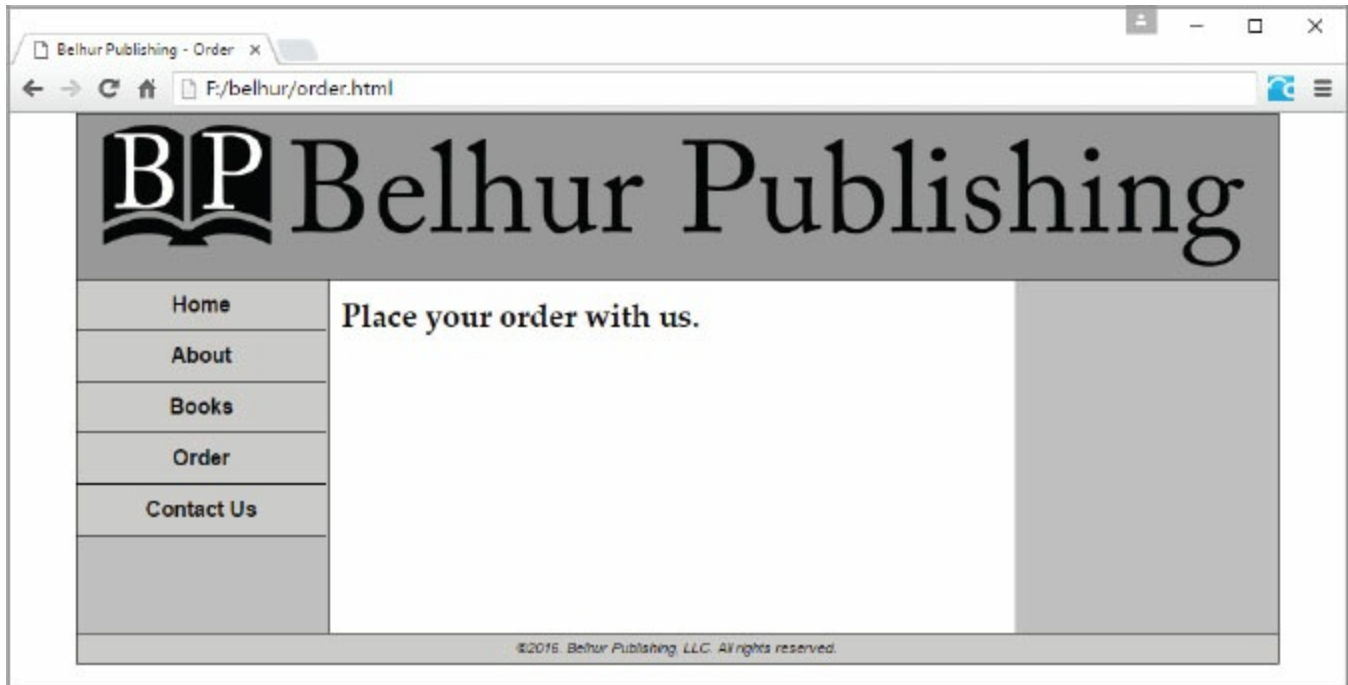 Belhur Publishing - Order
F:/belhur/order.html
BP Belhur Publishing
Home
Place your order with us.
About
Books
Order
Contact Us
©2016. Belhur Publishing, LLC. All rights reserved.